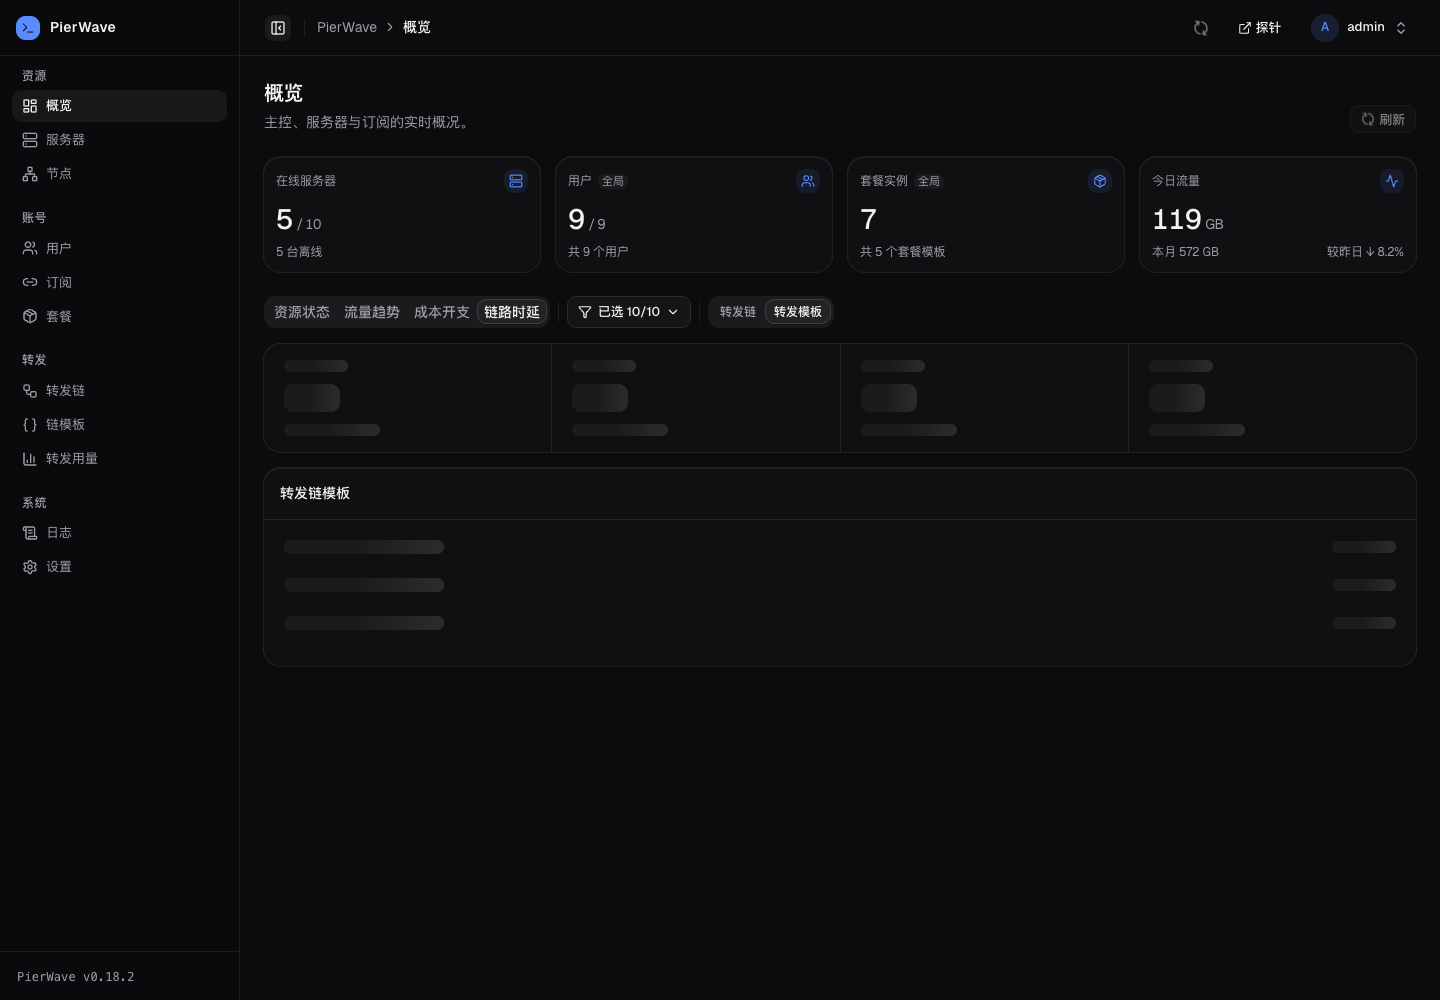 PierWave
PierWave > 概览
探针
A admin
资源
概览
服务器
节点
账号
用户
订阅
套餐
转发
转发链
链模板
转发用量
系统
日志
设置
PierWave v0.18.2
概览
主控、服务器与订阅的实时概况。
刷新
在线服务器
5 / 10
5 台离线
用户 全局
9 / 9
共 9 个用户
套餐实例 全局
7
共 5 个套餐模板
今日流量
119 GB
本月 572 GB 较昨日 ↓ 8.2%
资源状态 流量趋势 成本开支 链路时延 已选 10/10 转发链 转发模板
转发链模板